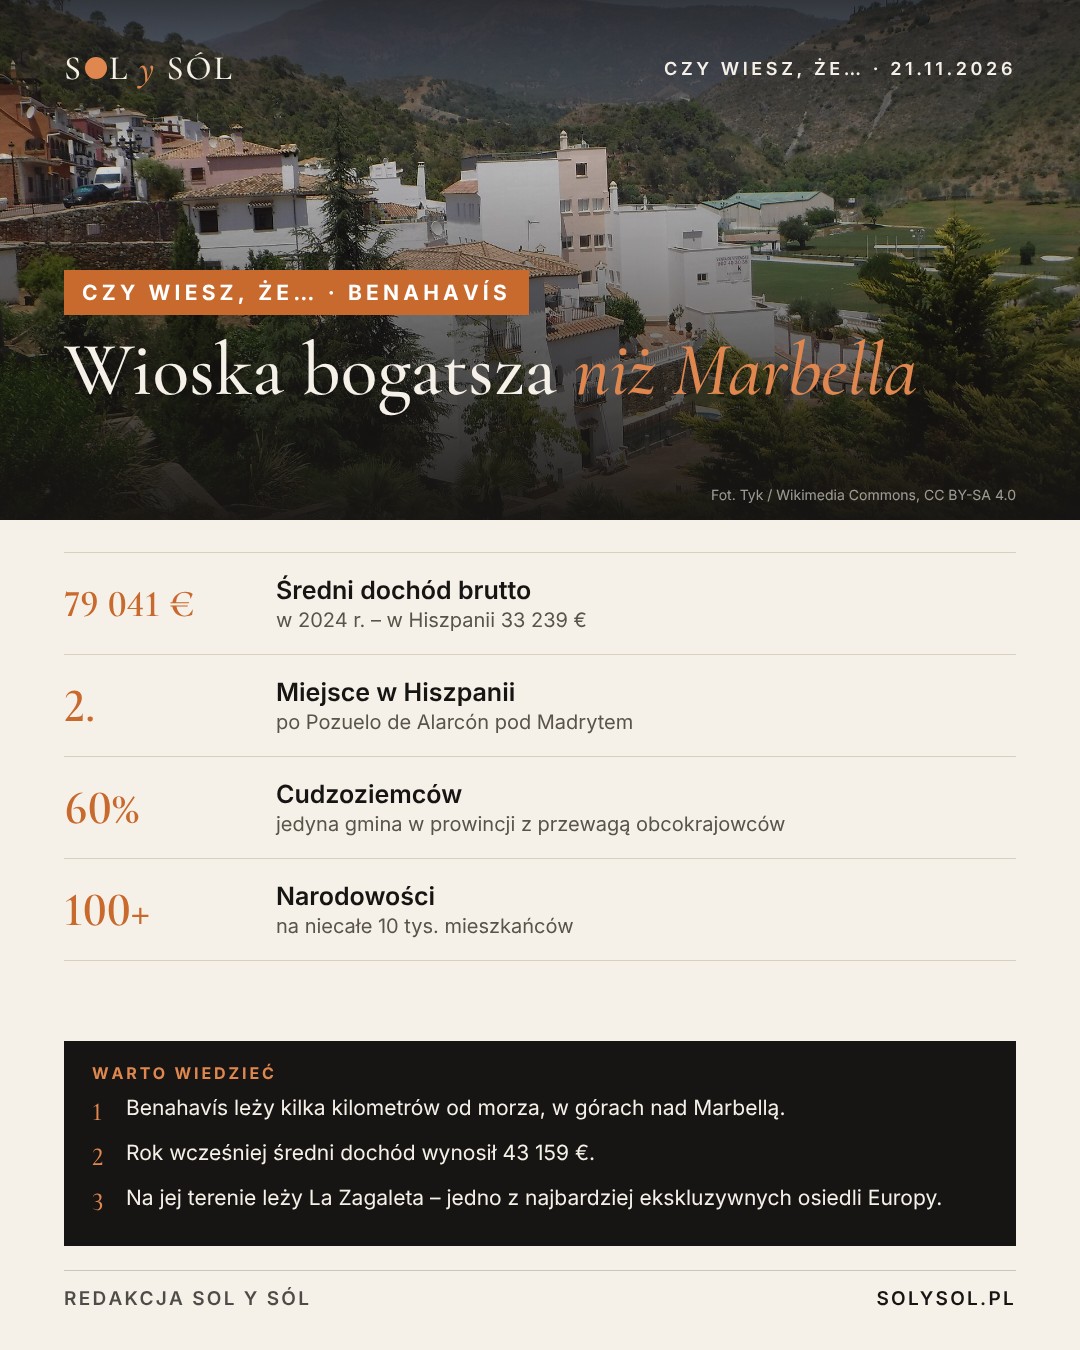 SOL y SÓL
CZY WIESZ, ŻE… · 21.11.2026
CZY WIESZ, ŻE… · BENAHAVÍS
Wioska bogatsza niż Marbella
Fot. Tyk / Wikimedia Commons, CC BY-SA 4.0
79 041 €
Średni dochód brutto
w 2024 r. – w Hiszpanii 33 239 €
2.
Miejsce w Hiszpanii
po Pozuelo de Alarcón pod Madrytem
60%
Cudzoziemców
jedyna gmina w prowincji z przewagą obcokrajowców
100+
Narodowości
na niecałe 10 tys. mieszkańców
WARTO WIEDZIEĆ
1 Benahavís leży kilka kilometrów od morza, w górach nad Marbellą.
2 Rok wcześniej średni dochód wynosił 43 159 €.
3 Na jej terenie leży La Zagaleta – jedno z najbardziej ekskluzywnych osiedli Europy.
REDAKCJA SOL Y SÓL
SOLYSOL.PL